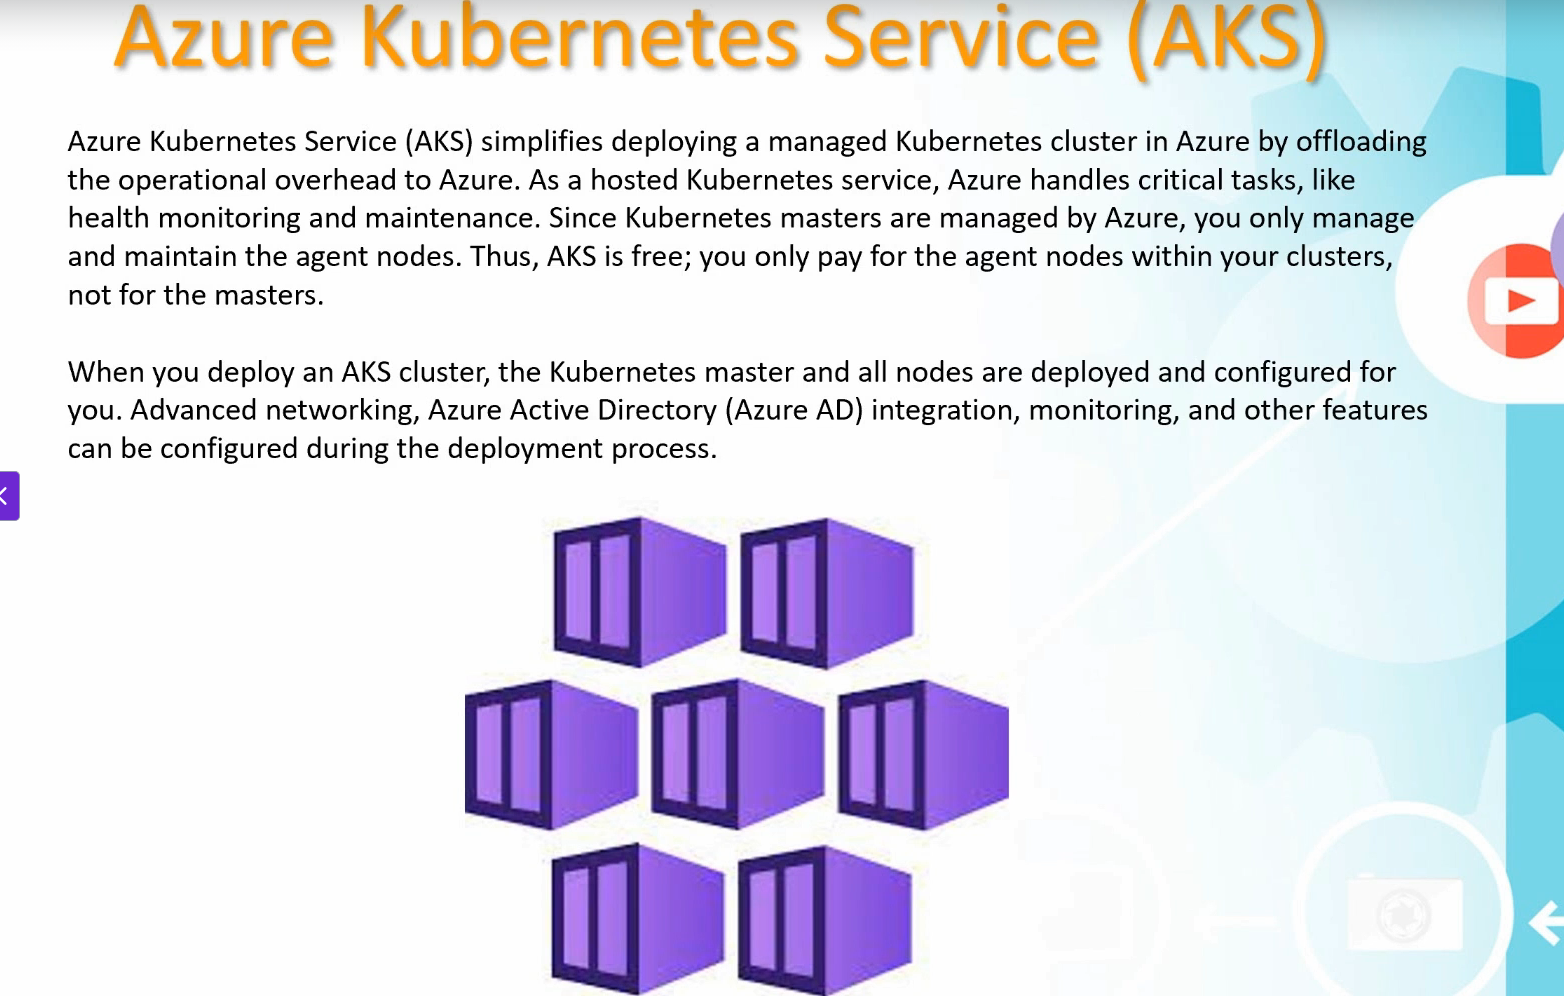 Azure Kubernetes Service (AKS)
Azure Kubernetes Service (AKS) simplifies deploying a managed Kubernetes cluster in Azure by offloading
the operational overhead to Azure. As a hosted Kubernetes service, Azure handles critical tasks, like
health monitoring and maintenance. Since Kubernetes masters are managed by Azure, you only manage
and maintain the agent nodes. Thus, AKS is free; you only pay for the agent nodes within your clusters,
not for the masters.
When you deploy an AKS cluster, the Kubernetes master and all nodes are deployed and configured for
you. Advanced networking, Azure Active Directory (Azure AD) integration, monitoring, and other features
can be configured during the deployment process.